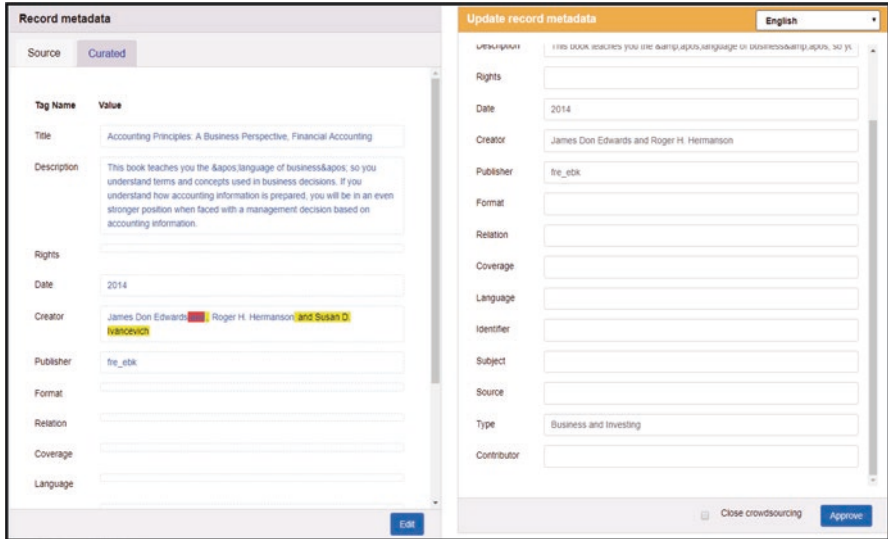 Record metadata
Source Curated
Tag Name Value
Title Accounting Principles: A Business Perspective, Financial Accounting
Description This book teaches you the &apos;language of business&apos; so you
understand terms and concepts used in business decisions. If you
understand how accounting information is prepared, you will be in an even
stronger position when faced with a management decision based on
accounting information.
Rights
Date 2014
Creator James Don Edwards and , Roger H. Hermanson and Susan D.
Ivancevich
Publisher fre_ebk
Format
Relation
Coverage
Language
Edit
Update record metadata English
Description This book teaches you the &amp;apos;language of business&amp;apos; so yo
Rights
Date 2014
Creator James Don Edwards and Roger H. Hermanson
Publisher fre_ebk
Format
Relation
Coverage
Language
Identifier
Subject
Source
Type Business and Investing
Contributor
Close crowdsourcing Approve